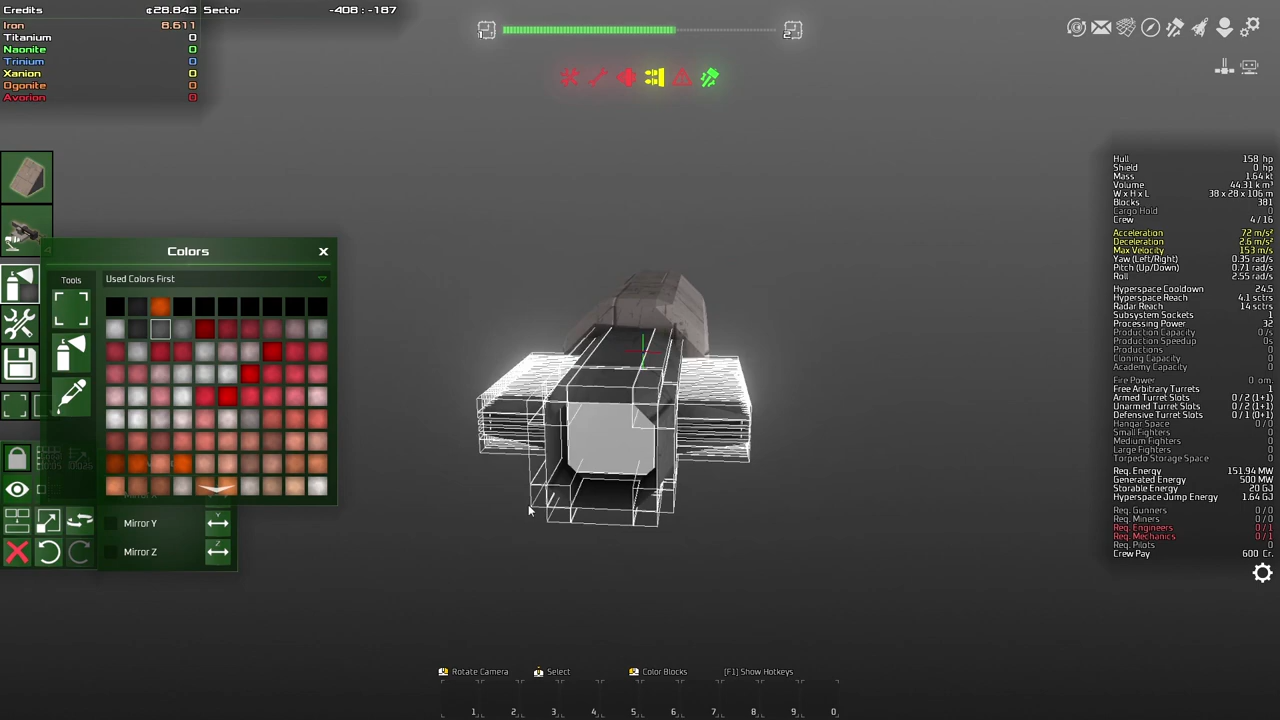 Credits ¢28.843 Sector -408 : -187
Iron 8.611
Titanium 0
Naonite 0
Trinium 0
Xanion 0
Ogonite 0
Avorion 0
1 2
Colors
Tools
Used Colors First
Mirror Y
Y
Mirror Z
Z
Hull 158 hp
Shield 0 hp
Mass 1.64 kt
Volume 44.31 k m³
W x H x L 38 x 28 x 106 m
Blocks 381
Cargo Hold 0
Crew 4 / 16
Acceleration 72 m/s²
Deceleration 2.6 m/s²
Max Velocity 153 m/s
Yaw (Left/Right) 0.35 rad/s
Pitch (Up/Down) 0.71 rad/s
Roll 2.55 rad/s
Hyperspace Cooldown 24.5
Hyperspace Reach 4.1 sctrs
Radar Reach 14 sctrs
Subsystem Sockets 1
Processing Power 32
Production Capacity 0/s
Production Speedup 0s
Productions 0
Cloning Capacity 0
Academy Capacity 0
Fire Power 0 om.
Free Arbitrary Turrets 1
Armed Turret Slots 0 / 2 (1+1)
Unarmed Turret Slots 0 / 2 (1+1)
Defensive Turret Slots 0 / 1 (0+1)
Hangar Space 0/0
Small Fighters 0
Medium Fighters 0
Large Fighters 0
Torpedo Storage Space 0
Req. Energy 151.94 MW
Generated Energy 500 MW
Storable Energy 20 GJ
Hyperspace Jump Energy 1.64 GJ
Req. Gunners 0/0
Req. Miners 0/0
Req. Engineers 0/1
Req. Mechanics 0/1
Req. Pilots 0
Crew Pay 600 Cr.
Rotate Camera Select Color Blocks [F1] Show Hotkeys
1 2 3 4 5 6 7 8 9 0